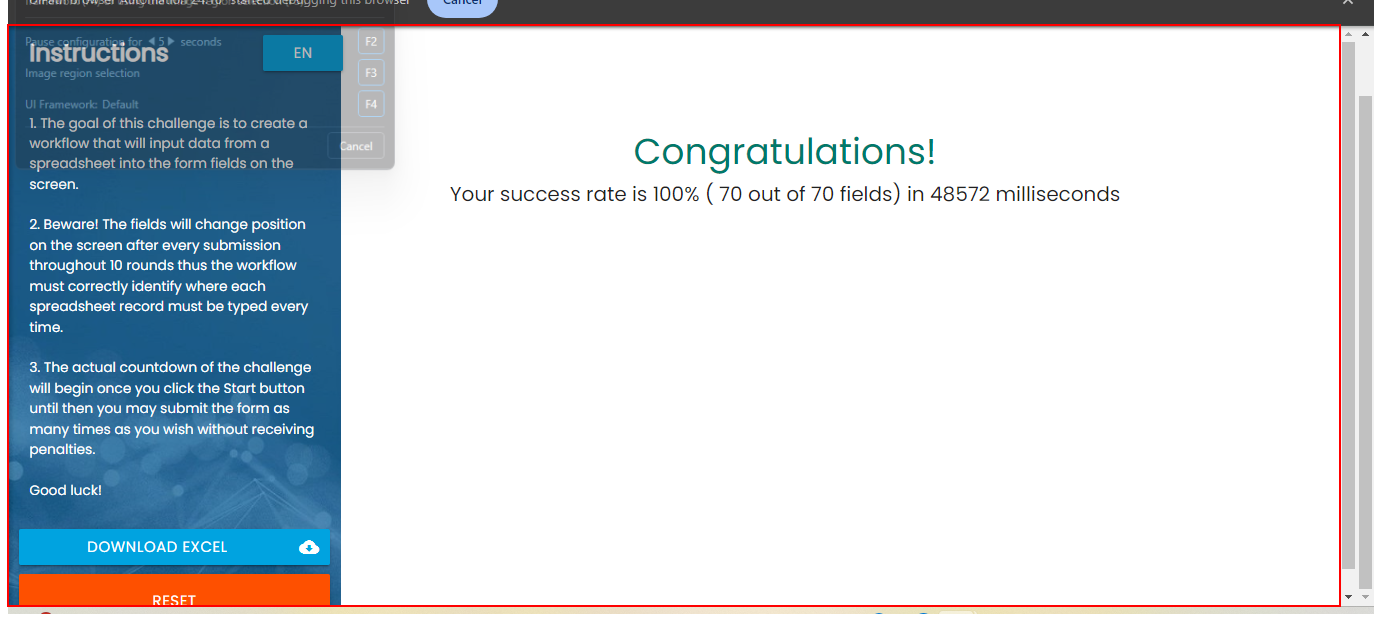 started debugging this browser
Cancel
Pause configuration for 5 seconds
F2
Instructions
EN
Image region selection
F3
UI Framework: Default
F4
Cancel
1. The goal of this challenge is to create a
workflow that will input data from a
spreadsheet into the form fields on the
screen.
2. Beware! The fields will change position
on the screen after every submission
throughout 10 rounds thus the workflow
must correctly identify where each
spreadsheet record must be typed every
time.
3. The actual countdown of the challenge
will begin once you click the Start button
until then you may submit the form as
many times as you wish without receiving
penalties.
Good luck!
DOWNLOAD EXCEL
RESET
Congratulations!
Your success rate is 100% ( 70 out of 70 fields) in 48572 milliseconds